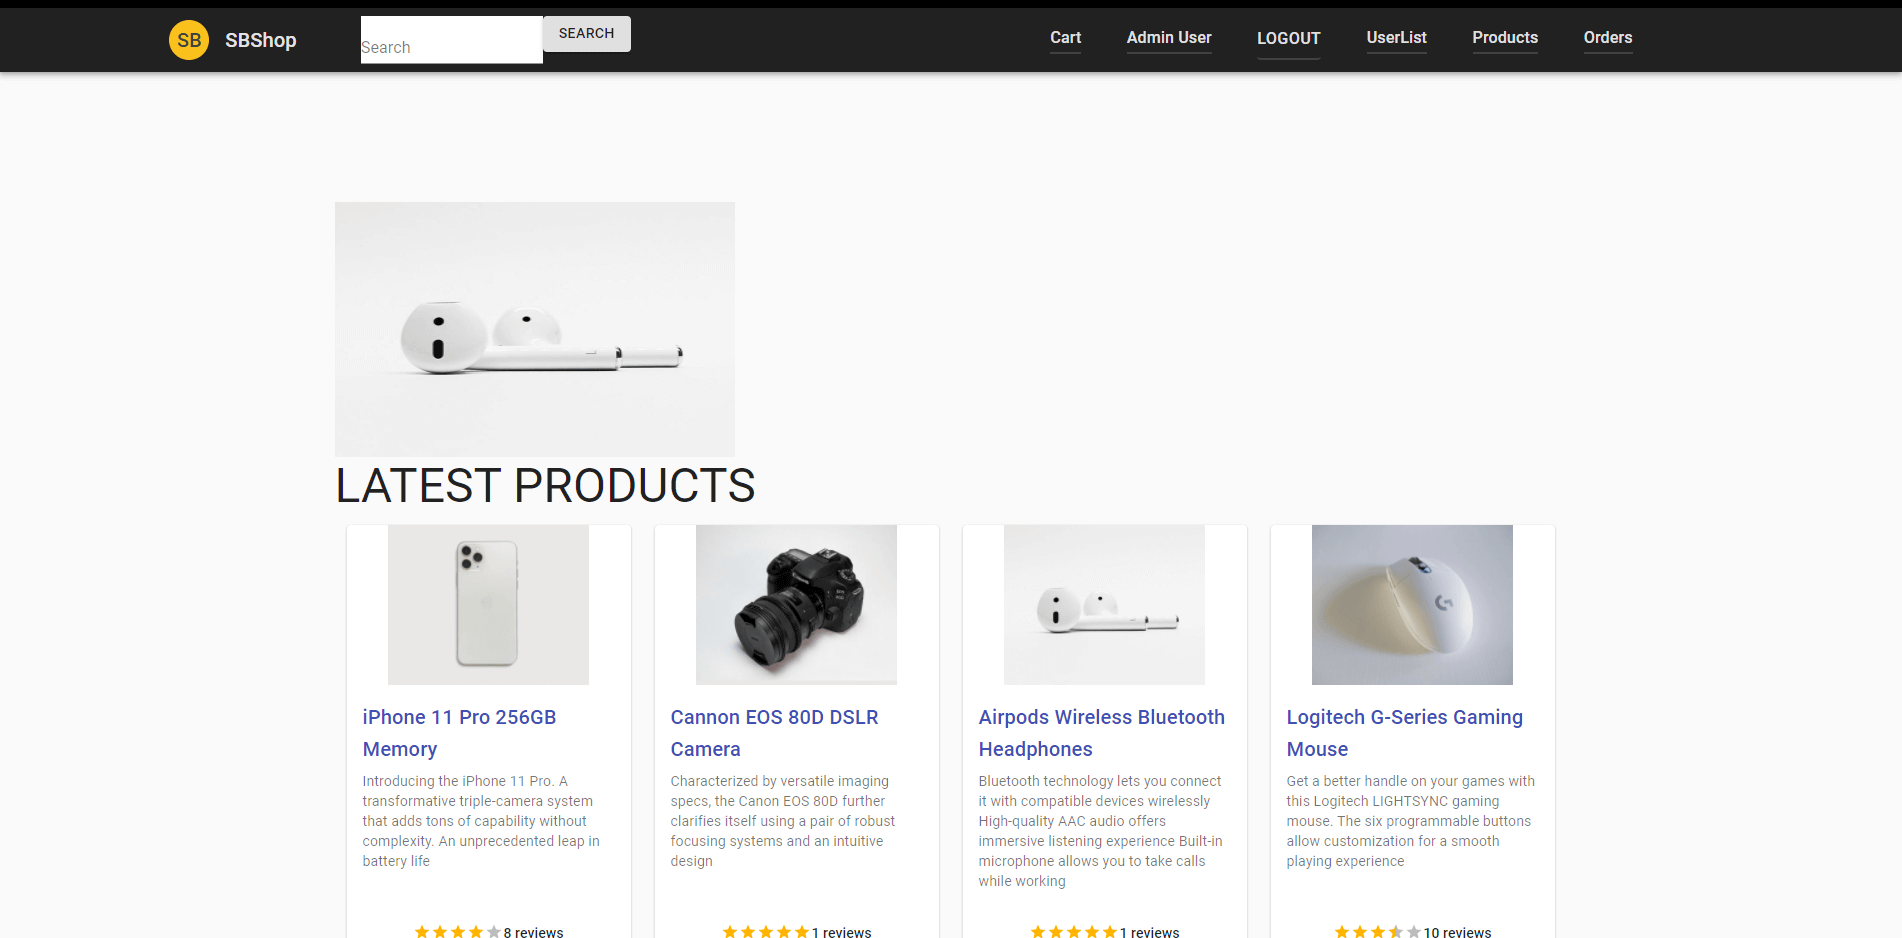 SB SBShop Search SEARCH Cart Admin User LOGOUT UserList Products Orders
LATEST PRODUCTS
iPhone 11 Pro 256GB
Memory
Introducing the iPhone 11 Pro. A
transformative triple-camera system
that adds tons of capability without
complexity. An unprecedented leap in
battery life
8 reviews
Cannon EOS 80D DSLR
Camera
Characterized by versatile imaging
specs, the Canon EOS 80D further
clarifies itself using a pair of robust
focusing systems and an intuitive
design
1 reviews
Airpods Wireless Bluetooth
Headphones
Bluetooth technology lets you connect
it with compatible devices wirelessly
High-quality AAC audio offers
immersive listening experience Built-in
microphone allows you to take calls
while working
1 reviews
Logitech G-Series Gaming
Mouse
Get a better handle on your games with
this Logitech LIGHTSYNC gaming
mouse. The six programmable buttons
allow customization for a smooth
playing experience
10 reviews